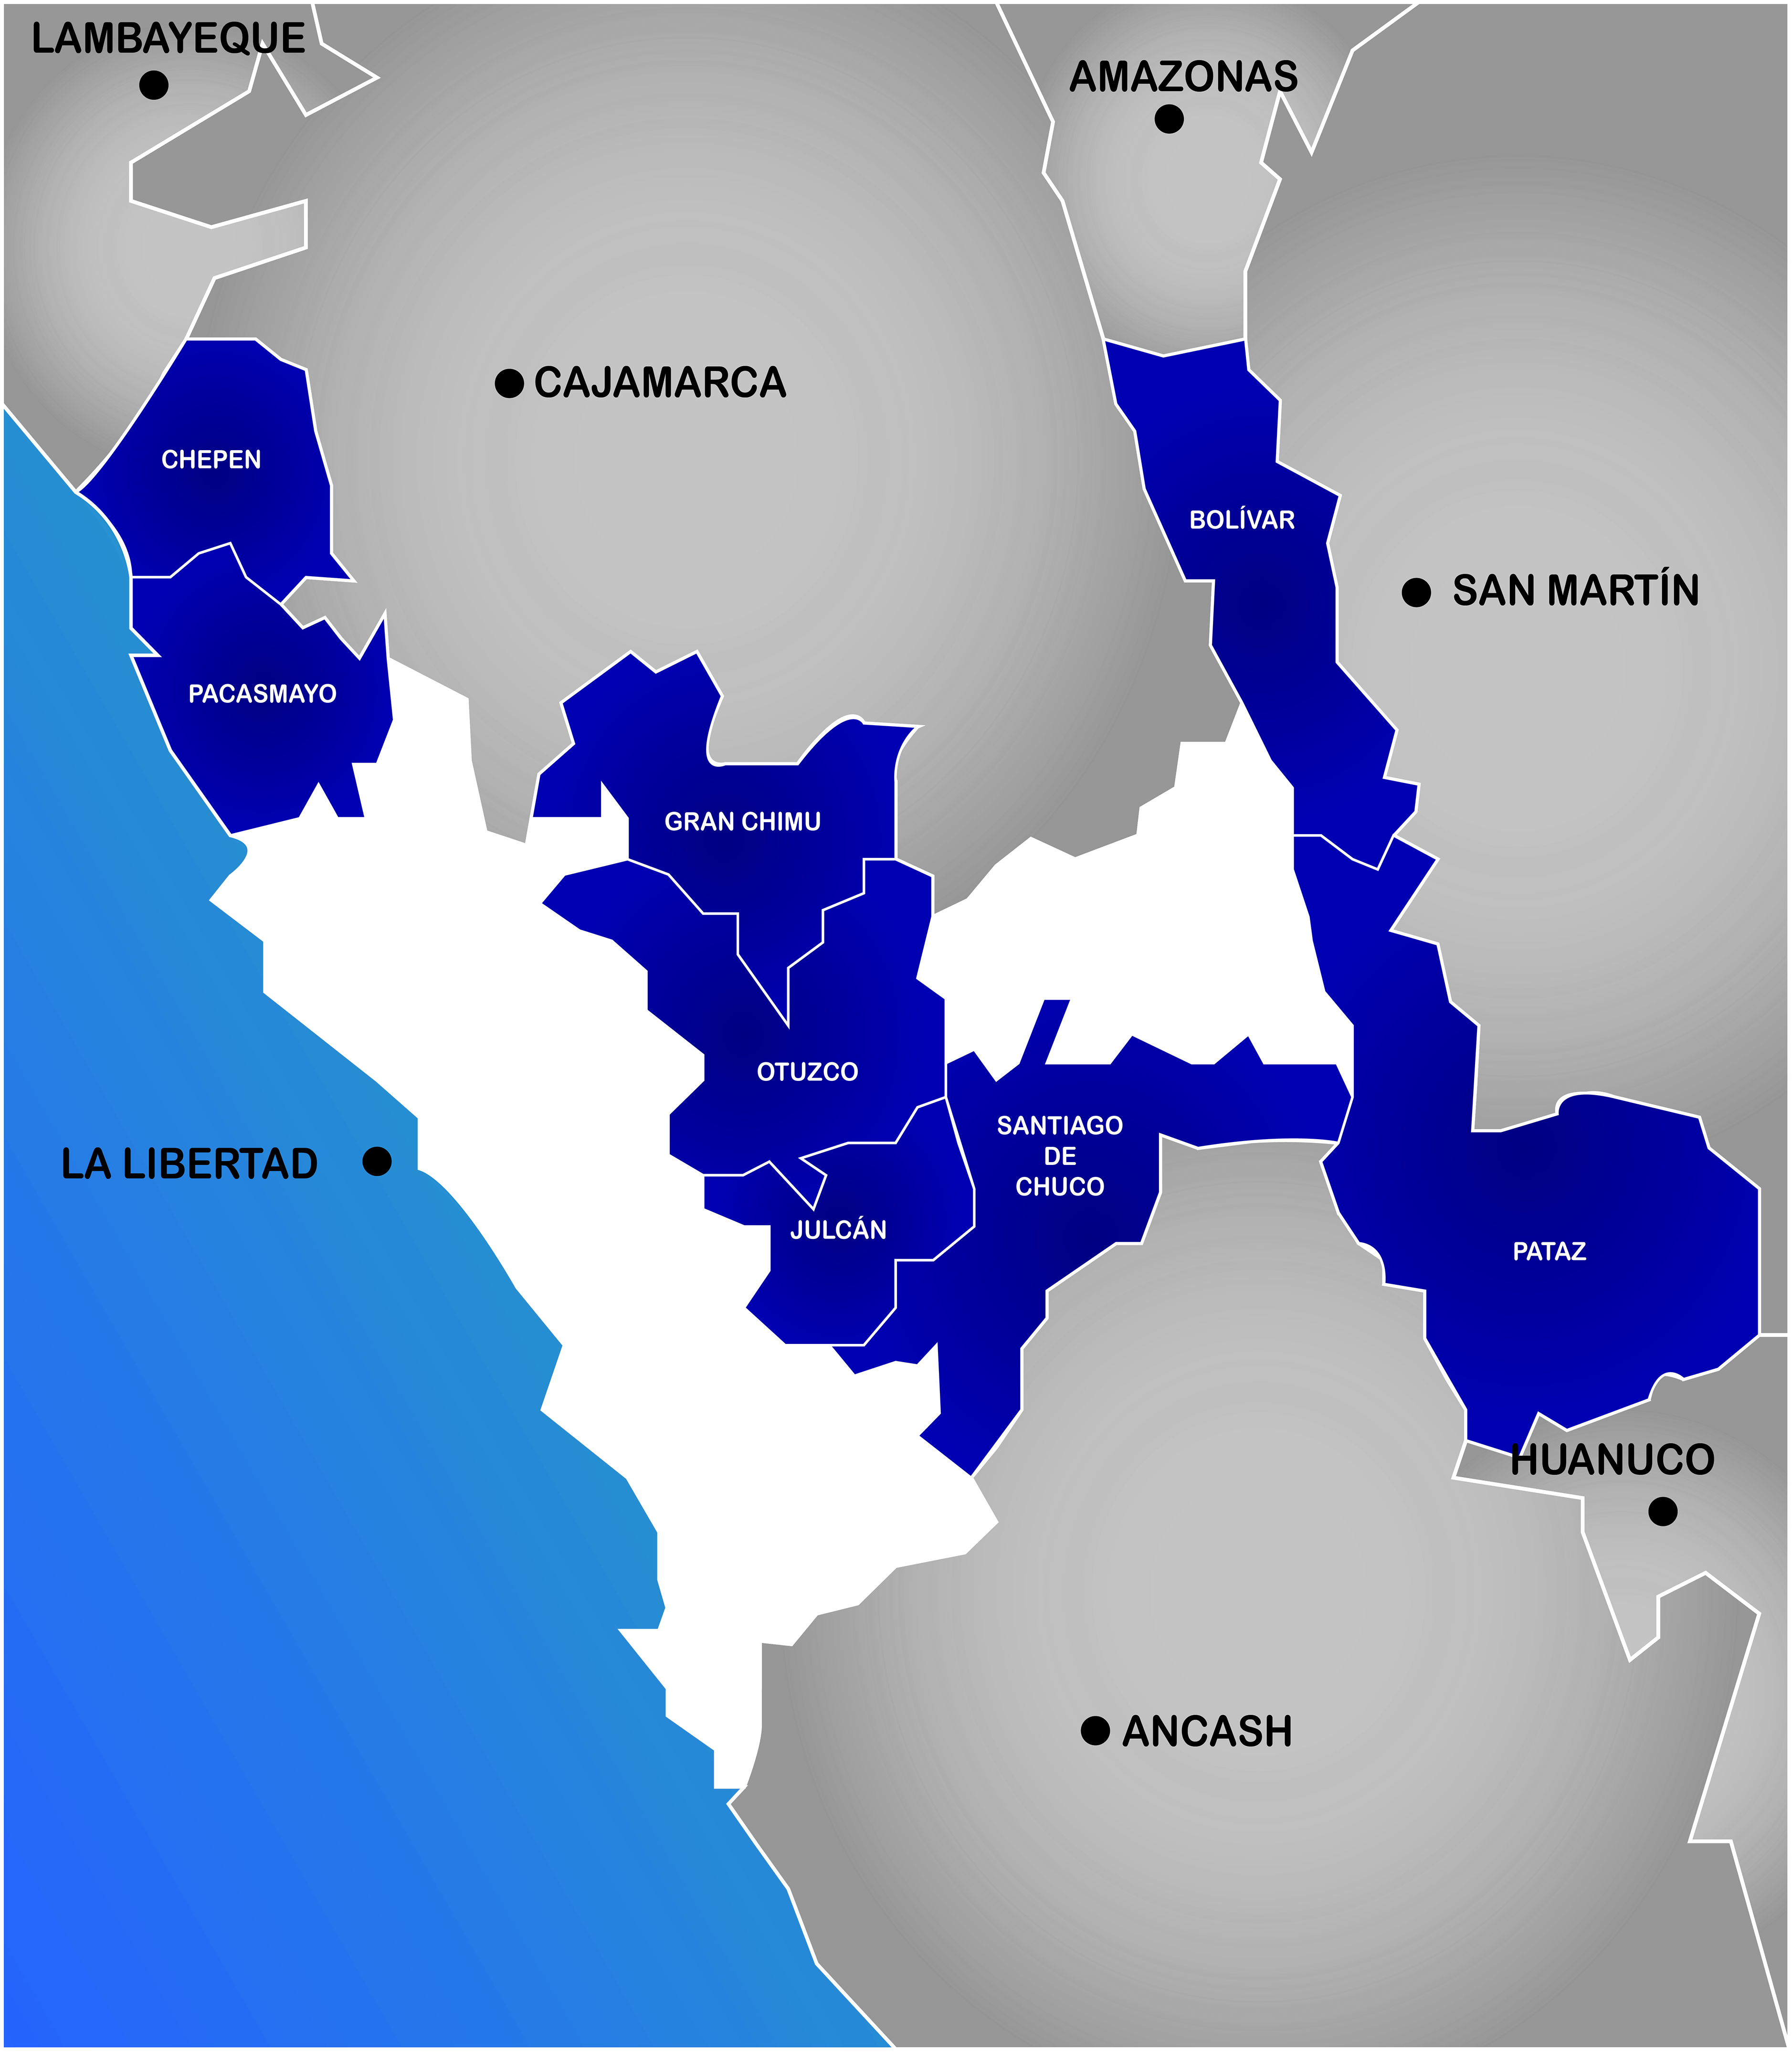 LAMBAYEQUE
AMAZONAS
CAJAMARCA
CHEPEN
BOLÍVAR
SAN MARTÍN
PACASMAYO
GRAN CHIMU
OTUZCO
SANTIAGO
DE
CHUCO
LA LIBERTAD
JULCÁN
PATAZ
HUANUCO
ANCASH